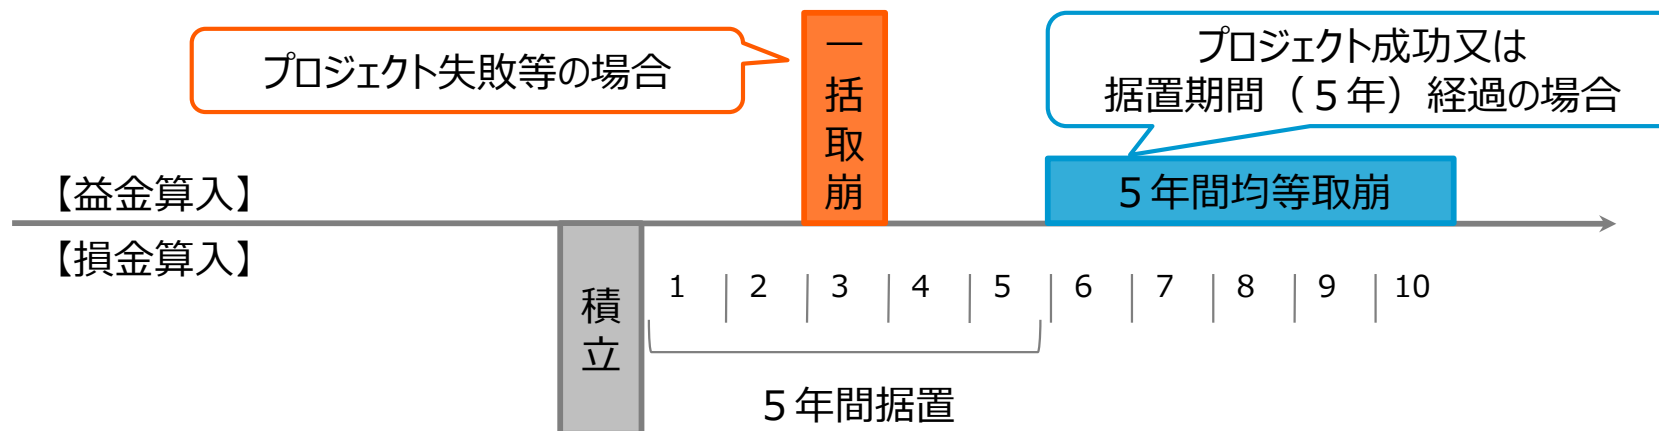 プロジェクト失敗等の場合
一括取崩
プロジェクト成功又は
据置期間（５年）経過の場合
５年間均等取崩
【益金算入】
【損金算入】
積立
1 2 3 4 5 6 7 8 9 10
５年間据置